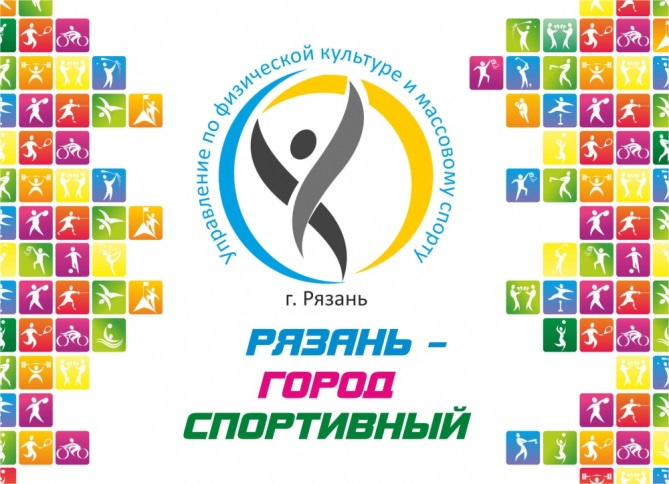 Управление по физической культуре и массовому спорту
г. Рязань
РЯЗАНЬ -
ГОРОД
СПОРТИВНЫЙ